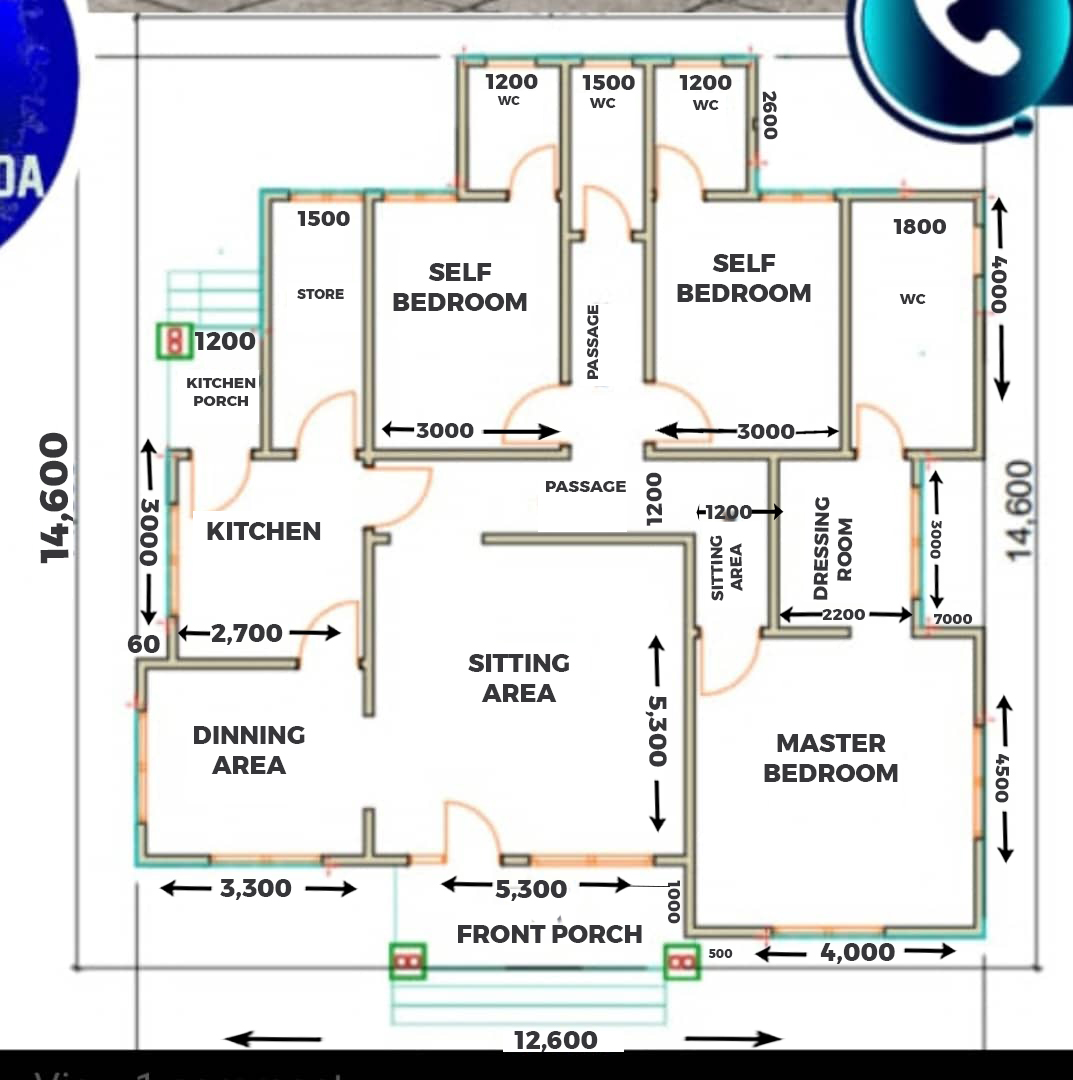 1200
WC
1500
WC
1200
WC
2600
DA
1500
STORE
SELF
BEDROOM
SELF
BEDROOM
1800
WC
4000
PASSAGE
1200
KITCHEN
PORCH
3000
3000
14,600
3000
KITCHEN
PASSAGE
1200
1200
SITTING
AREA
DRESSING
ROOM
3000
14,600
2200
7000
60
2,700
SITTING
AREA
5,300
DINNING
AREA
MASTER
BEDROOM
4500
3,300
5,300
1000
FRONT PORCH
500
4,000
12,600